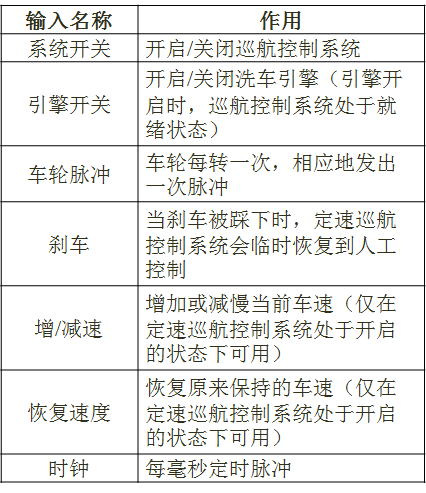 输入名称 作用
系统开关 开启/关闭巡航控制系统
引擎开关 开启/关闭洗车引擎（引擎开
启时，巡航控制系统处于就
绪状态）
车轮脉冲 车轮每转一次，相应地发出
一次脉冲
刹车 当刹车被踩下时，定速巡航
控制系统会临时恢复到人工
控制
增/减速 增加或减慢当前车速（仅在
定速巡航控制系统处于开启
的状态下可用）
恢复速度 恢复原来保持的车速（仅在
定速巡航控制系统处于开启
的状态下可用）
时钟 每毫秒定时脉冲